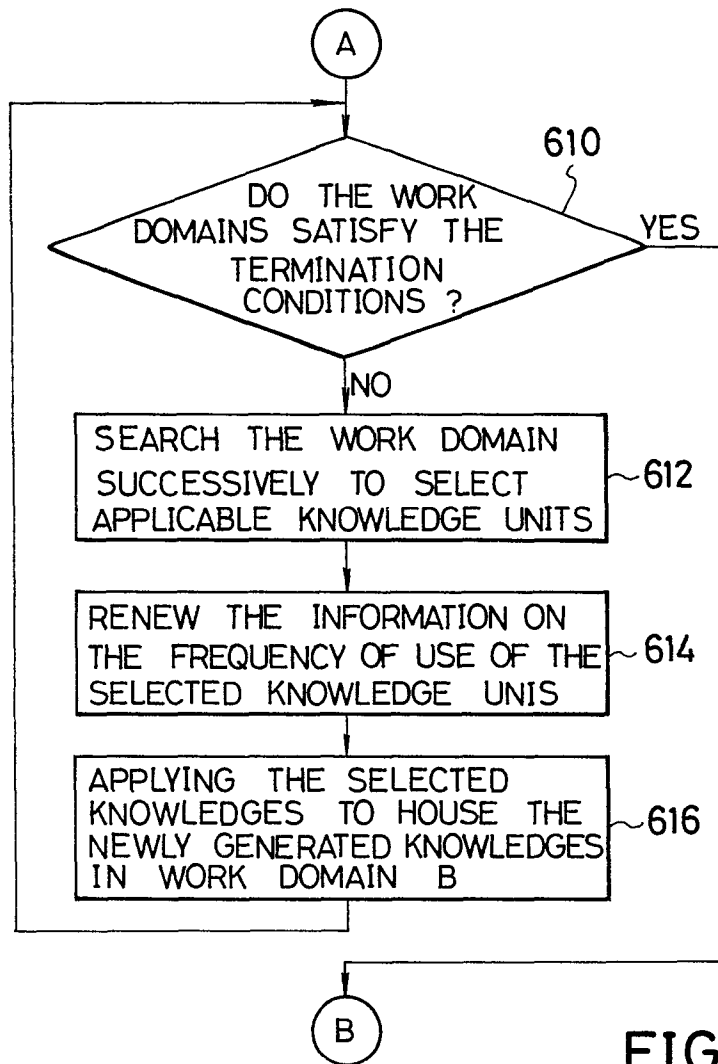 A
610
DO THE WORK
DOMAINS SATISFY THE
TERMINATION
CONDITIONS ?
YES
NO
SEARCH THE WORK DOMAIN
SUCCESSIVELY TO SELECT
APPLICABLE KNOWLEDGE UNITS
612
RENEW THE INFORMATION ON
THE FREQUENCY OF USE OF THE
SELECTED KNOWLEDGE UNIS
614
APPLYING THE SELECTED
KNOWLEDGES TO HOUSE THE
NEWLY GENERATED KNOWLEDGES
IN WORK DOMAIN B
616
B
FIG